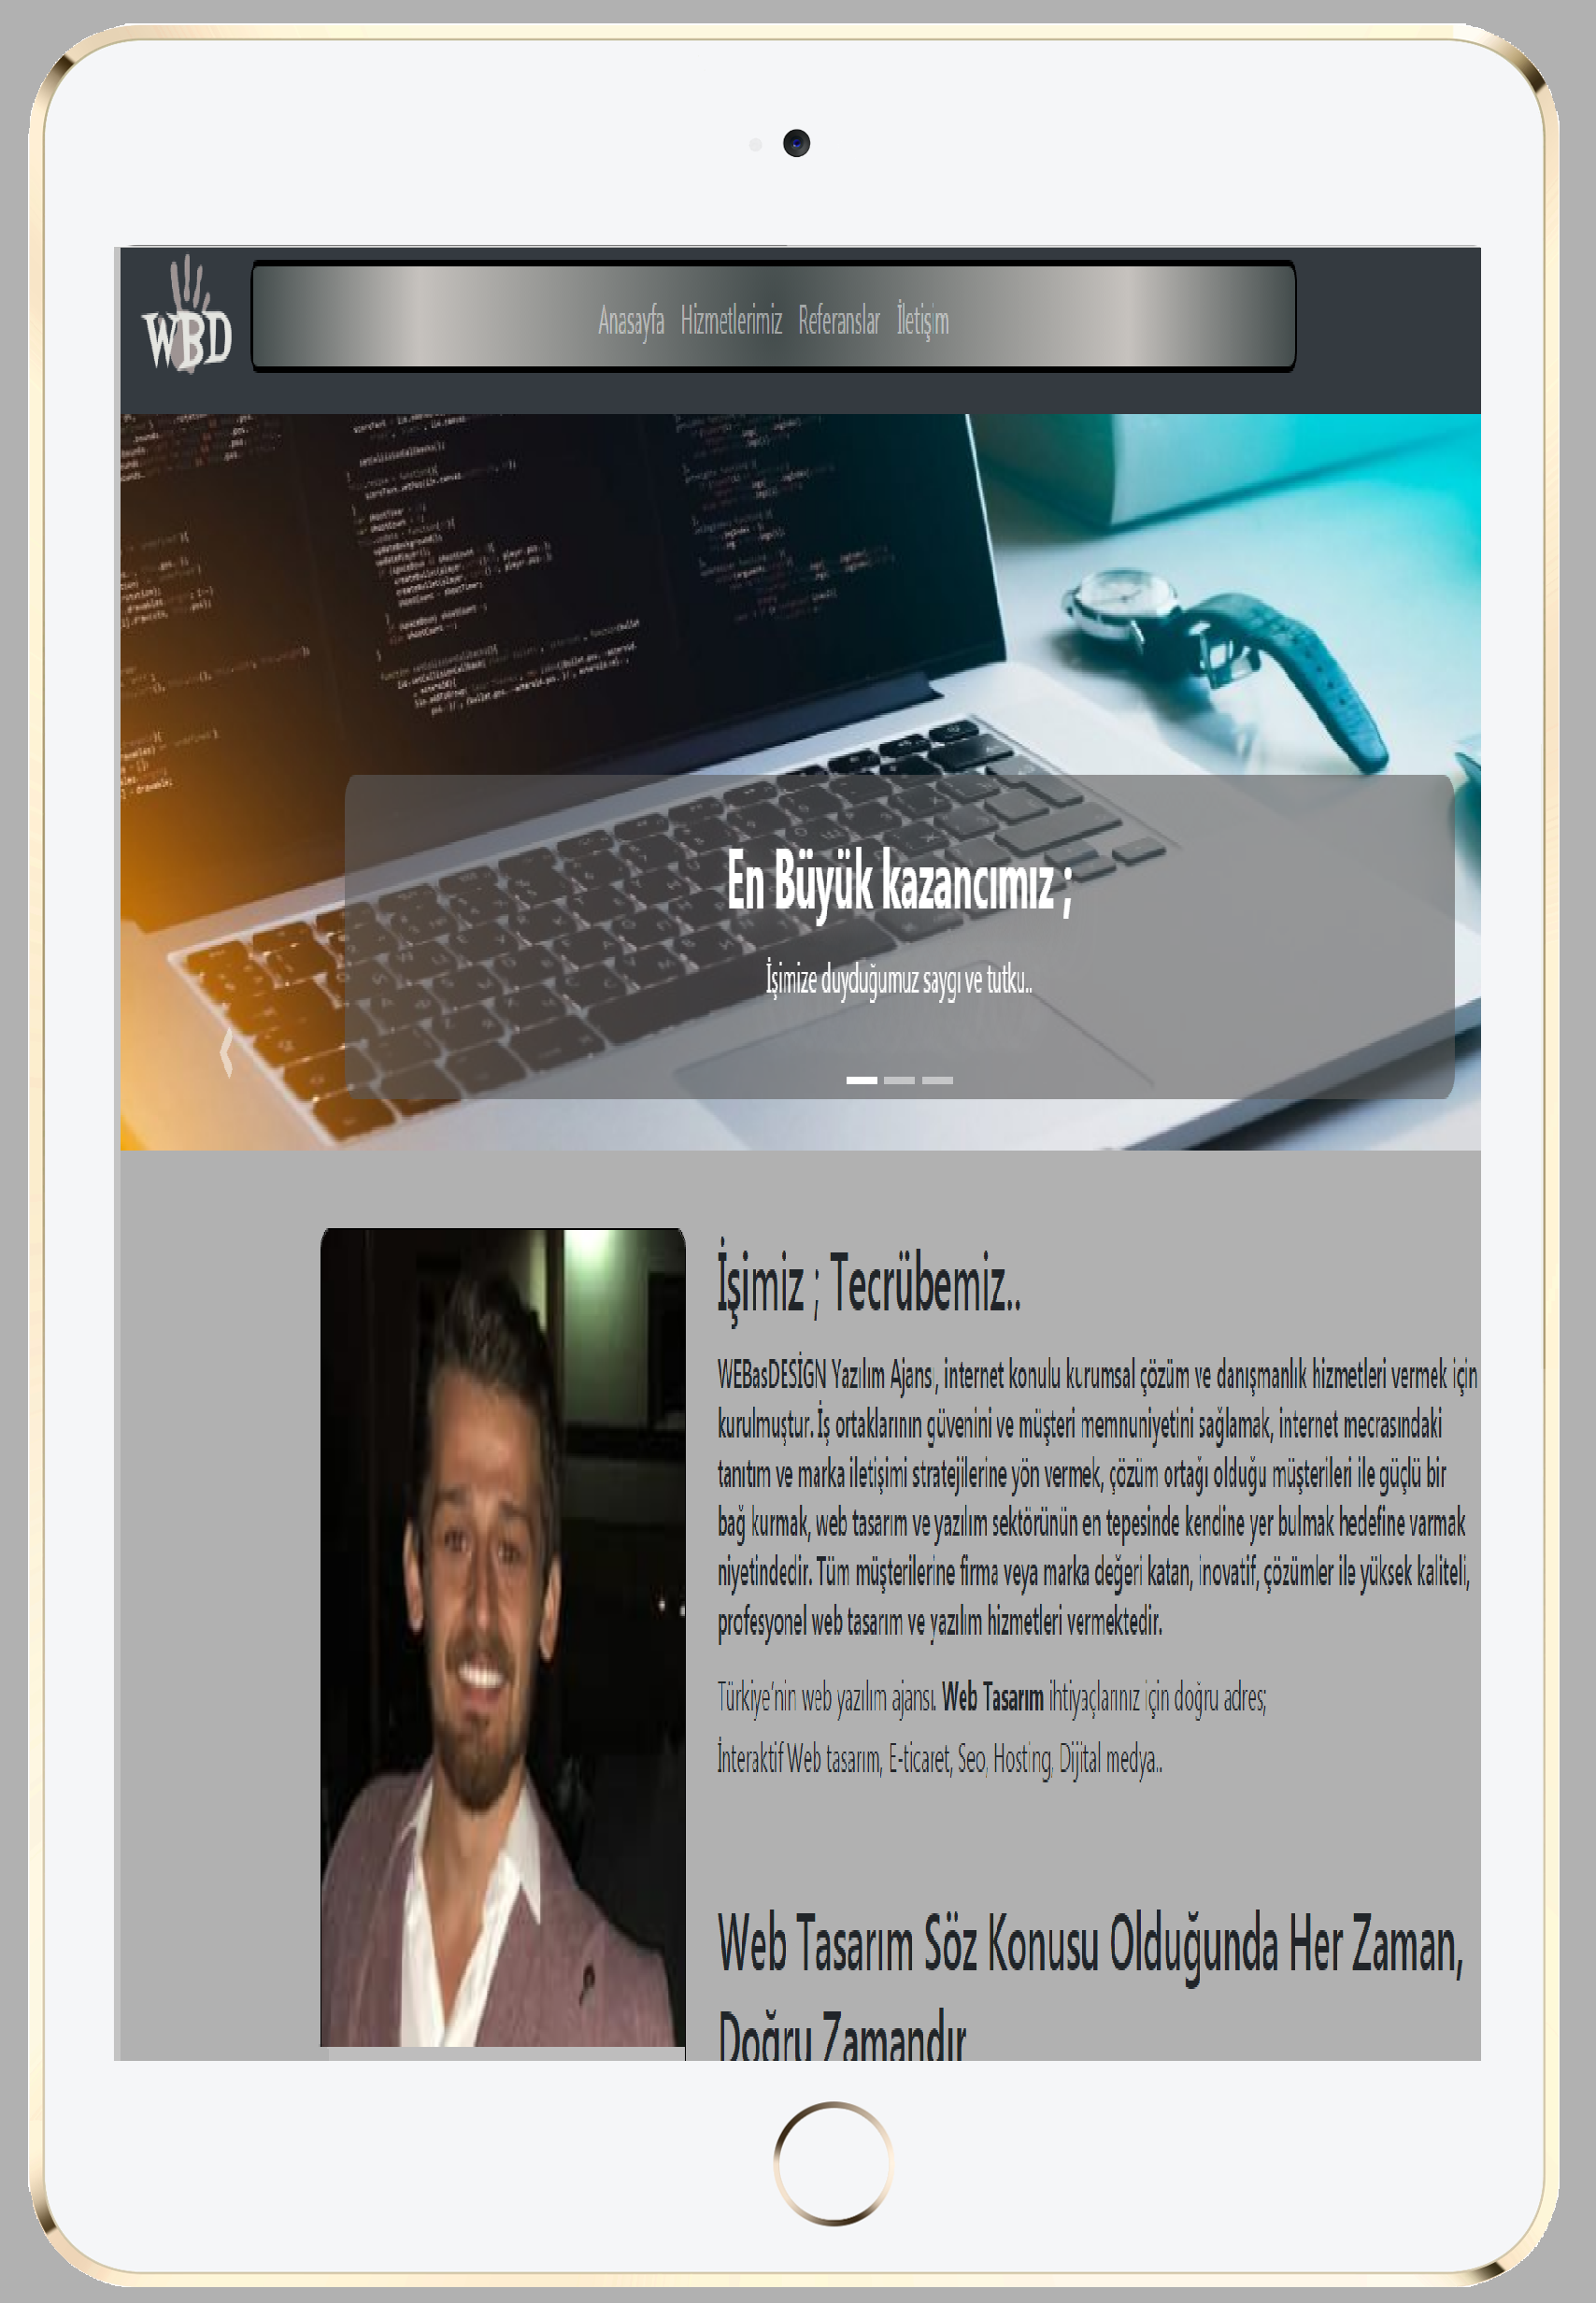 WBD
Anasayfa Hizmetlerimiz Referanslar İletişim
En Büyük kazancımız ;
İşimize duyduğumuz saygı ve tutku..
İşimiz ; Tecrübemiz..
WEBasDESİGN Yazılım Ajansı, internet konulu kurumsal çözüm ve danışmanlık hizmetleri vermek için
kurulmuştur. İş ortaklarının güvenini ve müşteri memnuniyetini sağlamak, internet mecrasındaki
tanıtım ve marka iletişimi stratejilerine yön vermek, çözüm ortağı olduğu müşterileri ile güçlü bir
bağ kurmak, web tasarım ve yazılım sektörünün en tepesinde kendine yer bulmak hedefine varmak
niyetindedir. Tüm müşterilerine firma veya marka değeri katan, inovatif, çözümler ile yüksek kaliteli,
profesyonel web tasarım ve yazılım hizmetleri vermektedir.
Türkiye'nin web yazılım ajansı. Web Tasarım ihtiyaçlarınız için doğru adres;
İnteraktif Web tasarım, E-ticaret, Seo, Hosting, Dijital medya..
Web Tasarım Söz Konusu Olduğunda Her Zaman,
Doğru Zamandır